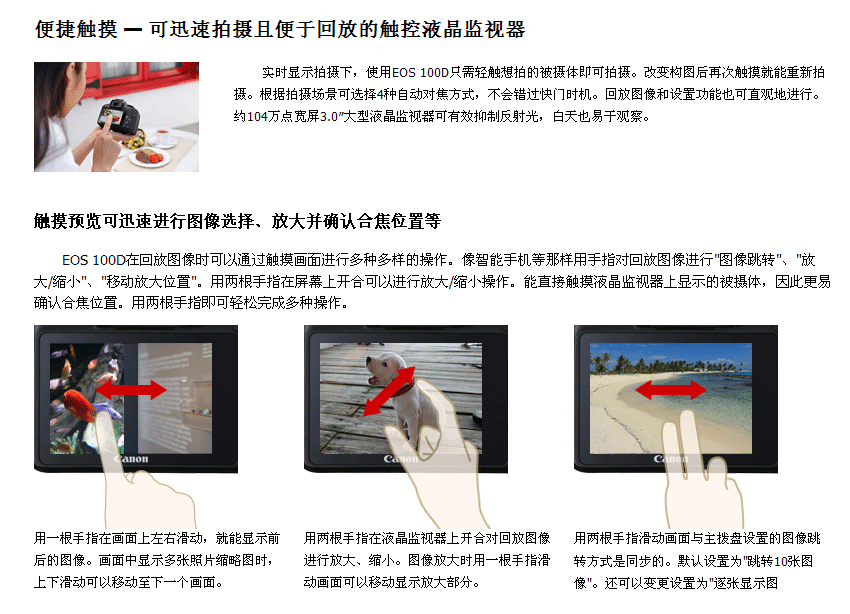 便捷触摸 — 可迅速拍摄且便于回放的触控液晶监视器
实时显示拍摄下，使用EOS 100D只需轻触想拍的被摄体即可拍摄。改变构图后再次触摸就能重新拍
摄。根据拍摄场景可选择4种自动对焦方式，不会错过快门时机。回放图像和设置功能也可直观地进行。
约104万点宽屏3.0″大型液晶监视器可有效抑制反射光，白天也易于观察。
触摸预览可迅速进行图像选择、放大并确认合焦位置等
EOS 100D在回放图像时可以通过触摸画面进行多种多样的操作。像智能手机等那样用手指对回放图像进行"图像跳转"、"放
大/缩小"、"移动放大位置"。用两根手指在屏幕上开合可以进行放大/缩小操作。能直接触摸液晶监视器上显示的被摄体，因此更易
确认合焦位置。用两根手指即可轻松完成多种操作。
Canon
Canon
Canon
用一根手指在画面上左右滑动，就能显示前
后的图像。画面中显示多张照片缩略图时，
上下滑动可以移动至下一个画面。
用两根手指在液晶监视器上开合对回放图像
进行放大、缩小。图像放大时用一根手指滑
动画面可以移动显示放大部分。
用两根手指滑动画面与主拨盘设置的图像跳
转方式是同步的。默认设置为"跳转10张图
像"。还可以变更设置为"逐张显示图